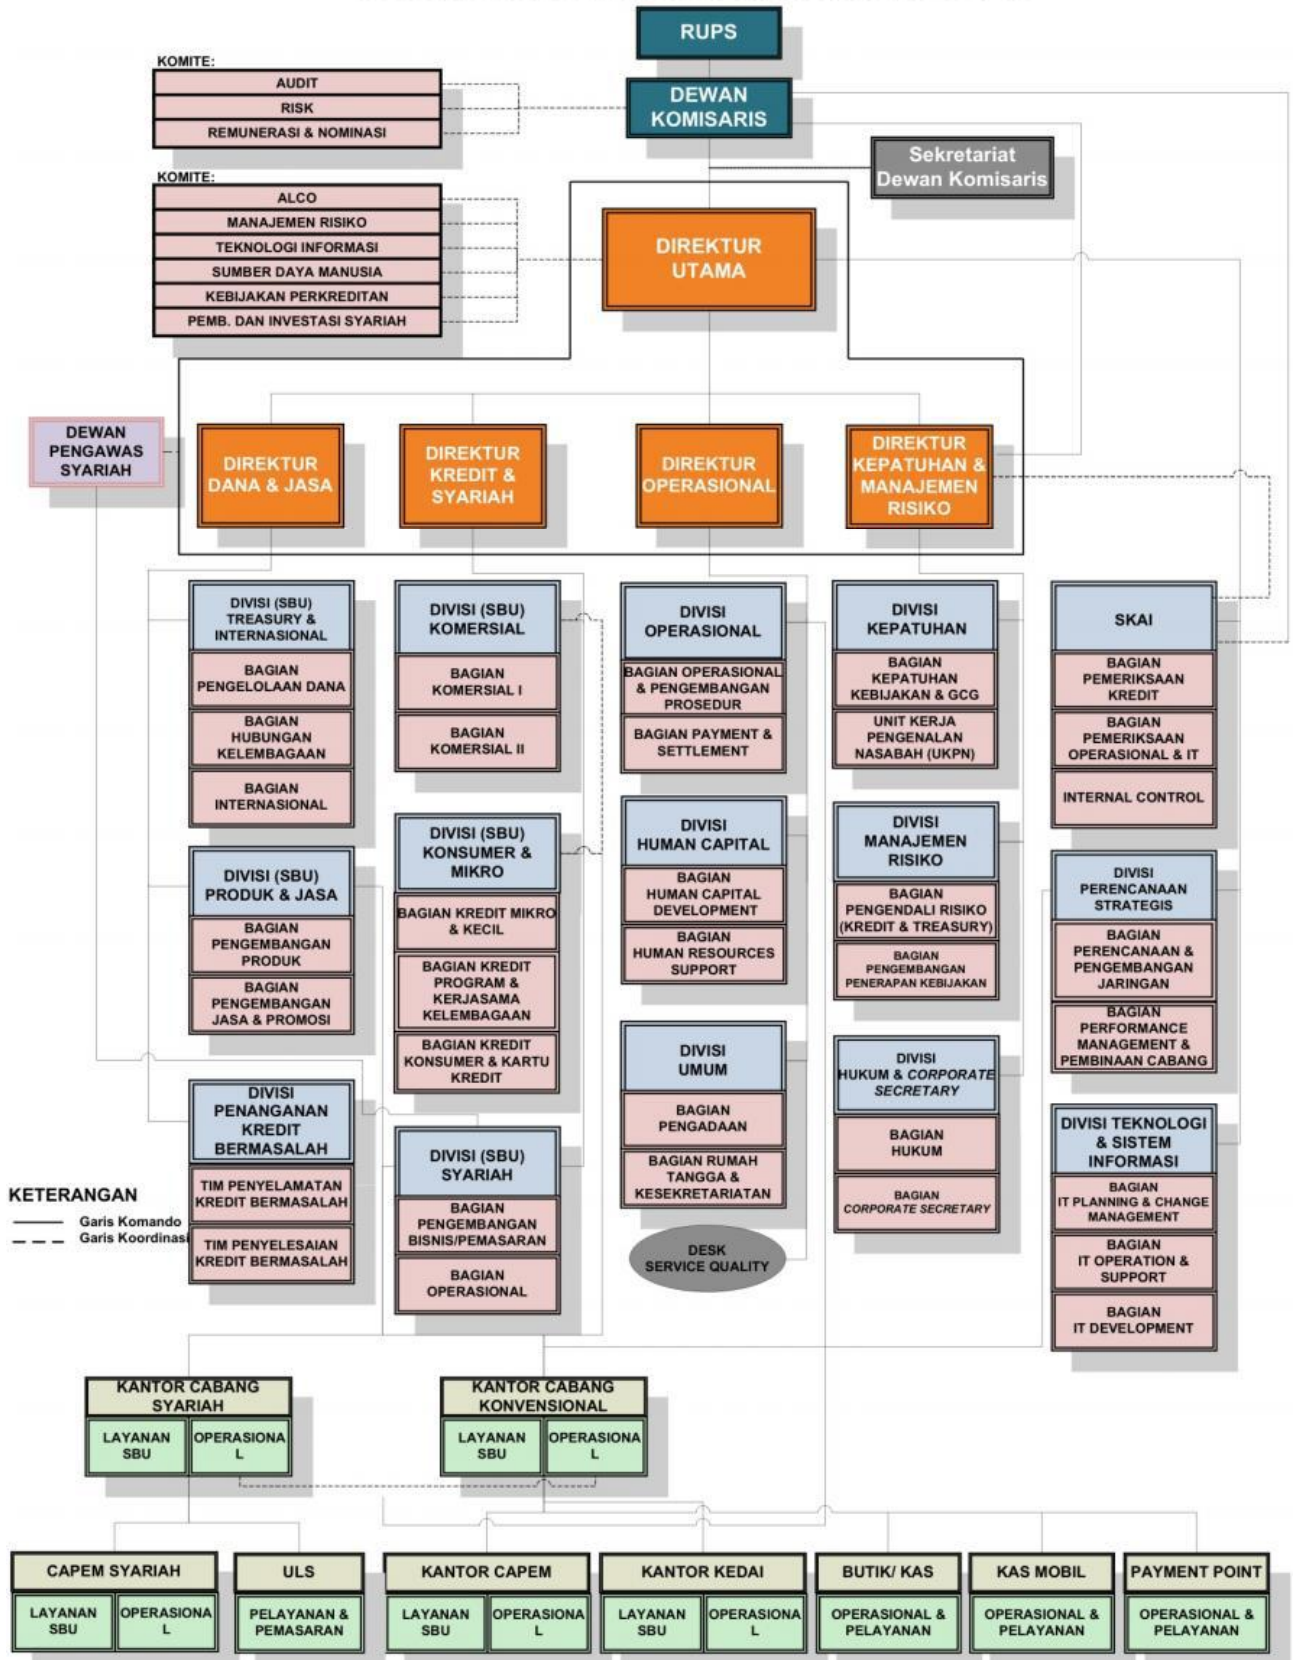 RUPS
KOMITE:
AUDIT
RISK
REMUNERASI & NOMINASI
DEWAN
KOMISARIS
Sekretariat
Dewan Komisaris
KOMITE:
ALCO
MANAJEMEN RISIKO
TEKNOLOGI INFORMASI
SUMBER DAYA MANUSIA
KEBIJAKAN PERKREDITAN
PEMB. DAN INVESTASI SYARIAH
DIREKTUR
UTAMA
DEWAN
PENGAWAS
SYARIAH
DIREKTUR
DANA & JASA
DIREKTUR
KREDIT &
SYARIAH
DIREKTUR
OPERASIONAL
DIREKTUR
KEPATUHAN &
MANAJEMEN
RISIKO
DIVISI (SBU)
TREASURY &
INTERNASIONAL
BAGIAN
PENGELOLAAN DANA
BAGIAN
HUBUNGAN
KELEMBAGAAN
BAGIAN
INTERNASIONAL
DIVISI (SBU)
PRODUK & JASA
BAGIAN
PENGEMBANGAN
PRODUK
BAGIAN
PENGEMBANGAN
JASA & PROMOSI
DIVISI
PENANGANAN
KREDIT
BERMASALAH
TIM PENYELAMATAN
KREDIT BERMASALAH
TIM PENYELESAIAN
KREDIT BERMASALAH
DIVISI (SBU)
KOMERSIAL
BAGIAN
KOMERSIAL I
BAGIAN
KOMERSIAL II
DIVISI (SBU)
KONSUMER &
MIKRO
BAGIAN KREDIT MIKRO
& KECIL
BAGIAN KREDIT
PROGRAM &
KERJASAMA
KELEMBAGAAN
BAGIAN KREDIT
KONSUMER & KARTU
KREDIT
DIVISI (SBU)
SYARIAH
BAGIAN
PENGEMBANGAN
BISNIS/PEMASARAN
BAGIAN
OPERASIONAL
DIVISI
OPERASIONAL
BAGIAN OPERASIONAL
& PENGEMBANGAN
PROSEDUR
BAGIAN PAYMENT &
SETTLEMENT
DIVISI
HUMAN CAPITAL
BAGIAN
HUMAN CAPITAL
DEVELOPMENT
BAGIAN
HUMAN RESOURCES
SUPPORT
DIVISI
UMUM
BAGIAN
PENGADAAN
BAGIAN RUMAH
TANGGA &
KESEKRETARIATAN
DESK
SERVICE QUALITY
DIVISI
KEPATUHAN
BAGIAN
KEPATUHAN
KEBIJAKAN & GCG
UNIT KERJA
PENGENALAN
NASABAH (UKPN)
DIVISI
MANAJEMEN
RISIKO
BAGIAN
PENGENDALI RISIKO
(KREDIT & TREASURY)
BAGIAN
PENGEMBANGAN
PENERAPAN KEBIJAKAN
DIVISI
HUKUM & CORPORATE
SECRETARY
BAGIAN
HUKUM
BAGIAN
CORPORATE SECRETARY
SKAI
BAGIAN
PEMERIKSAAN
KREDIT
BAGIAN
PEMERIKSAAN
OPERASIONAL & IT
INTERNAL CONTROL
DIVISI
PERENCANAAN
STRATEGIS
BAGIAN
PERENCANAAN &
PENGEMBANGAN
JARINGAN
BAGIAN
PERFORMANCE
MANAGEMENT &
PEMBINAAN CABANG
DIVISI TEKNOLOGI
& SISTEM
INFORMASI
BAGIAN
IT PLANNING & CHANGE
MANAGEMENT
BAGIAN
IT OPERATION &
SUPPORT
BAGIAN
IT DEVELOPMENT
KETERANGAN
Garis Komando
Garis Koordinasi
KANTOR CABANG
SYARIAH
LAYANAN
SBU
OPERASIONA
L
KANTOR CABANG
KONVENSIONAL
LAYANAN
SBU
OPERASIONA
L
CAPEM SYARIAH
LAYANAN
SBU
OPERASIONA
L
ULS
PELAYANAN &
PEMASARAN
KANTOR CAPEM
LAYANAN
SBU
OPERASIONA
L
KANTOR KEDAI
LAYANAN
SBU
OPERASIONA
L
BUTIK/ KAS
OPERASIONAL &
PELAYANAN
KAS MOBIL
OPERASIONAL &
PELAYANAN
PAYMENT POINT
OPERASIONAL &
PELAYANAN